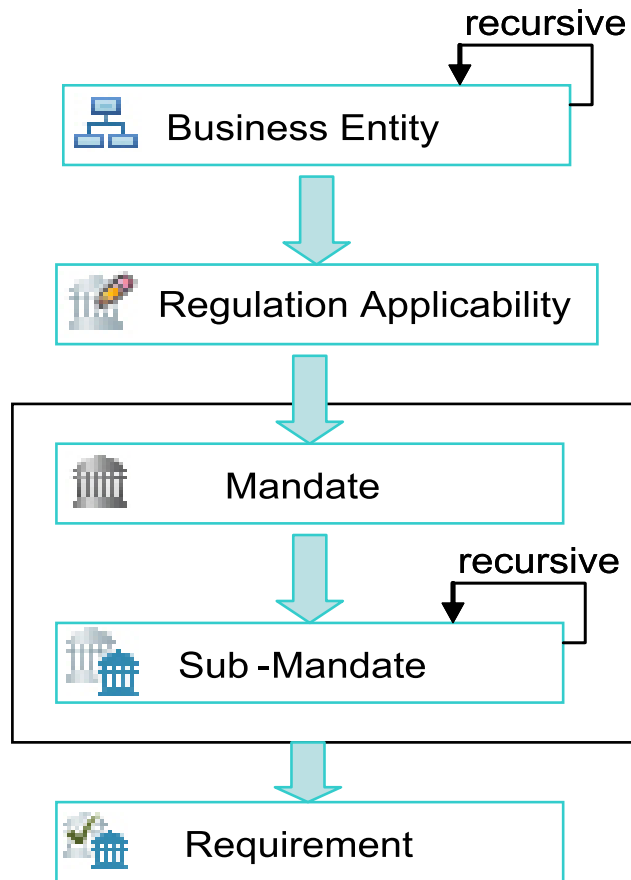 recursive
Business Entity
Regulation Applicability
Mandate
recursive
Sub-Mandate
Requirement